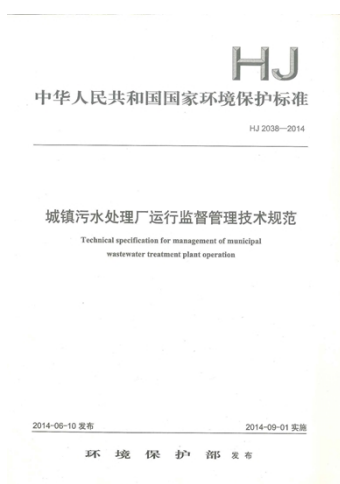 HJ
中华人民共和国国家环境保护标准
HJ 2038—2014
城镇污水处理厂运行监督管理技术规范
Technical specification for management of municipal
wastewater treatment plant operation
2014-06-10 发布
2014-09-01 实施
环境保护部 发布